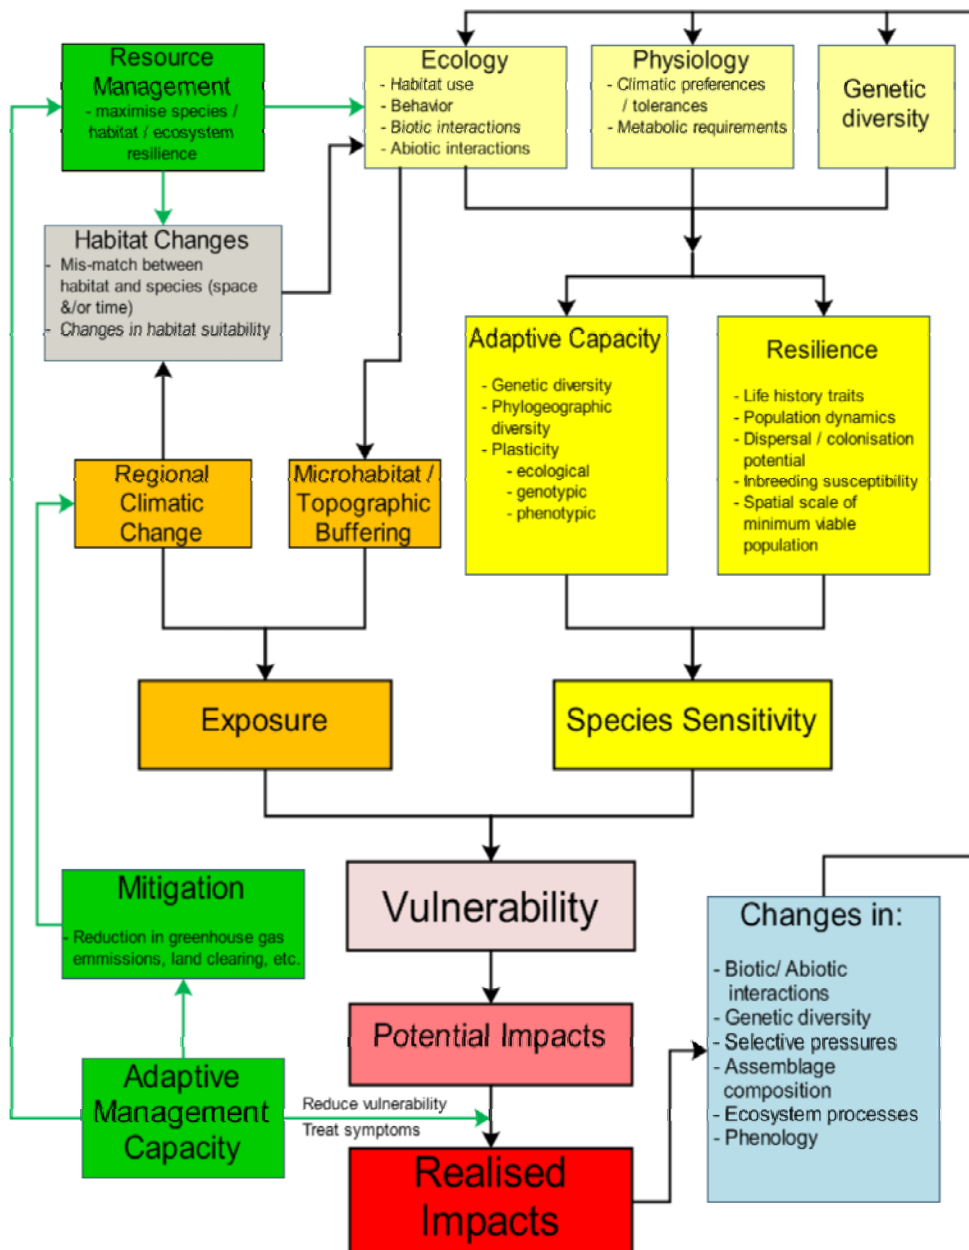 Resource
Management
- maximise species /
habitat / ecosystem
resilience
Ecology
- Habitat use
- Behavior
- Biotic interactions
- Abiotic interactions
Physiology
- Climatic preferences
/ tolerances
- Metabolic requirements
Genetic
diversity
Habitat Changes
- Mis-match between
habitat and species (space
&/or time)
- Changes in habitat suitability
Adaptive Capacity
- Genetic diversity
- Phylogeographic
diversity
- Plasticity
- ecological
- genotypic
- phenotypic
Resilience
- Life history traits
- Population dynamics
- Dispersal / colonisation
potential
- Inbreeding susceptibility
- Spatial scale of
minimum viable
population
Regional
Climatic
Change
Microhabitat /
Topographic
Buffering
Exposure
Species Sensitivity
Vulnerability
Mitigation
- Reduction in greenhouse gas
emmissions, land clearing, etc.
Potential Impacts
Changes in:
- Biotic/ Abiotic
interactions
- Genetic diversity
- Selective pressures
- Assemblage
composition
- Ecosystem processes
- Phenology
Adaptive
Management
Capacity
Reduce vulnerability
Treat symptoms
Realised
Impacts